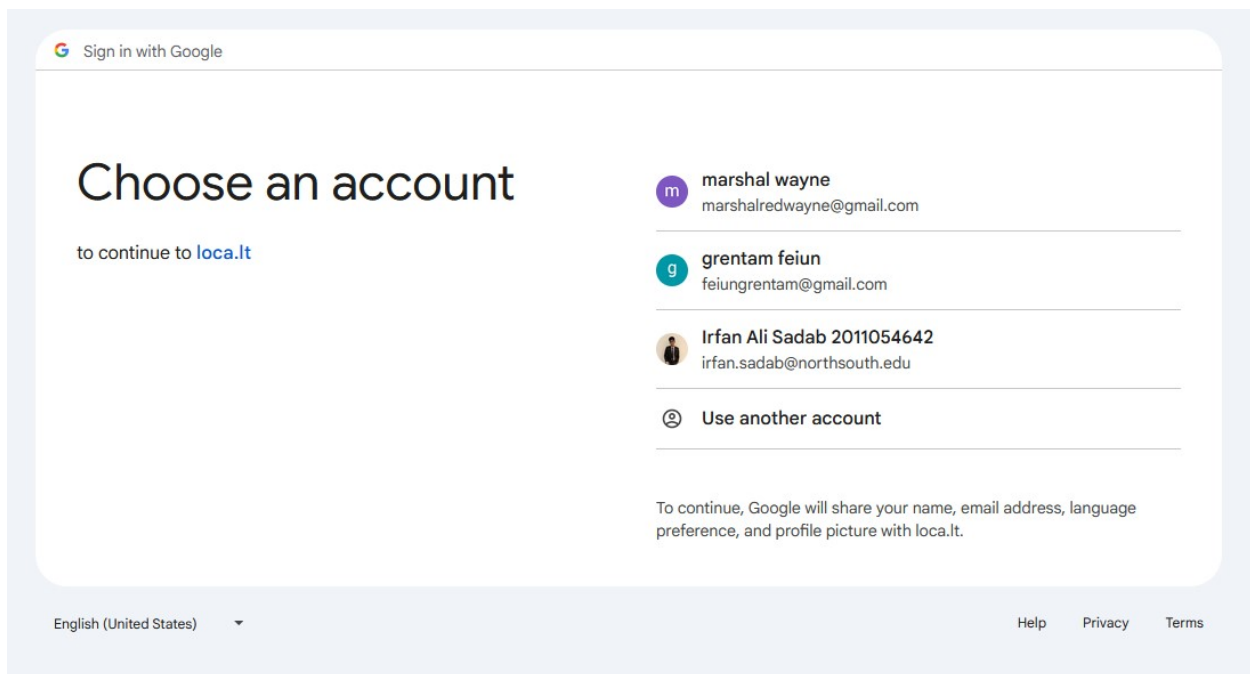 Sign in with Google
Choose an account
to continue to loca.lt
m
marshal wayne
marshalredwayne@gmail.com
g
grentam feiun
feiungrentam@gmail.com
Irfan Ali Sadab 2011054642
irfan.sadab@northsouth.edu
Use another account
To continue, Google will share your name, email address, language
preference, and profile picture with loca.lt.
English (United States)
Help Privacy Terms